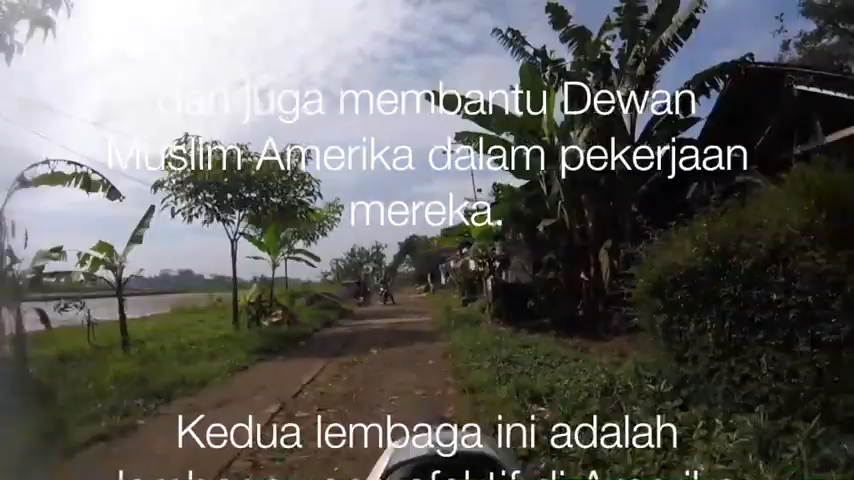 dan juga membantu Dewan
Muslim Amerika dalam pekerjaan
mereka.
Kedua lembaga ini adalah